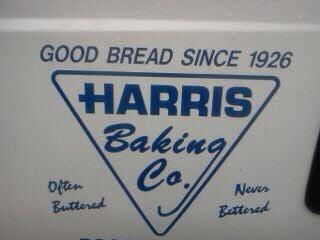 GOOD BREAD SINCE 1926
HARRIS
Baking
Co.
Often
Buttered
Never
Bettered